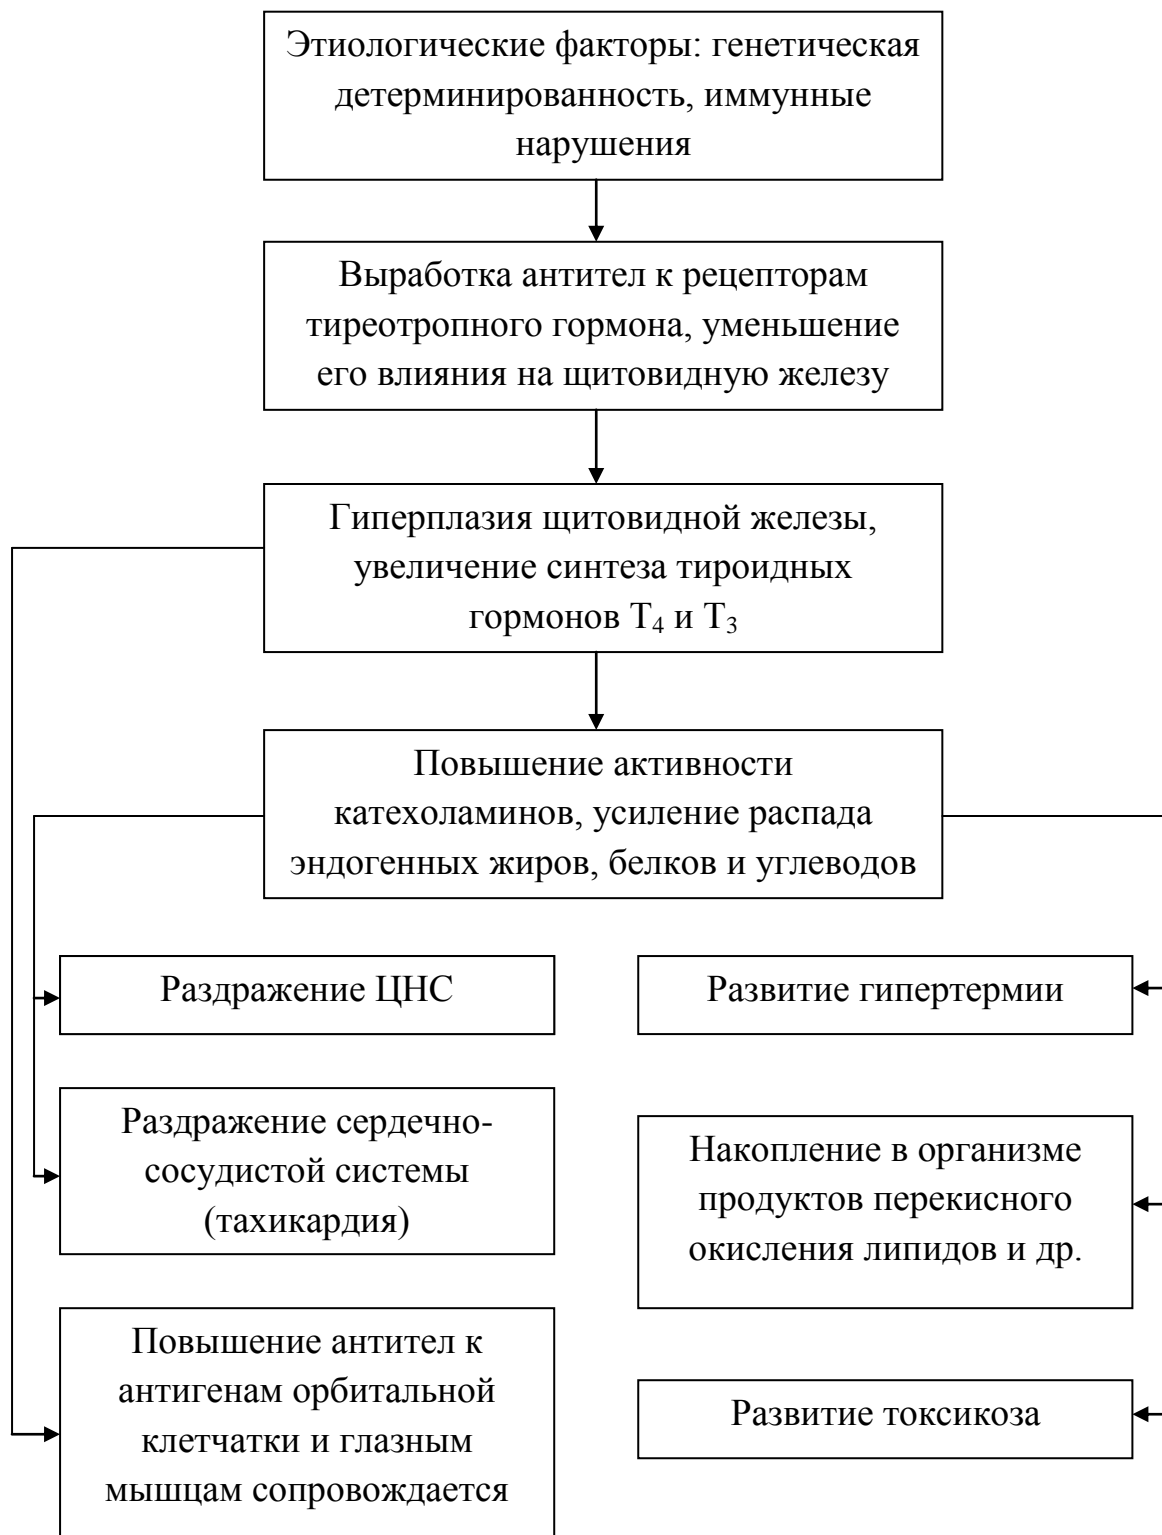 Этиологические факторы: генетическая
детерминированность, иммунные
нарушения
Выработка антител к рецепторам
тиреотропного гормона, уменьшение
его влияния на щитовидную железу
Гиперплазия щитовидной железы,
увеличение синтеза тироидных
гормонов Т₄ и Т₃
Повышение активности
катехоламинов, усиление распада
эндогенных жиров, белков и углеводов
Раздражение ЦНС
Раздражение сердечно-
сосудистой системы
(тахикардия)
Повышение антител к
антигенам орбитальной
клетчатки и глазным
мышцам сопровождается
Развитие гипертермии
Накопление в организме
продуктов перекисного
окисления липидов и др.
Развитие токсикоза